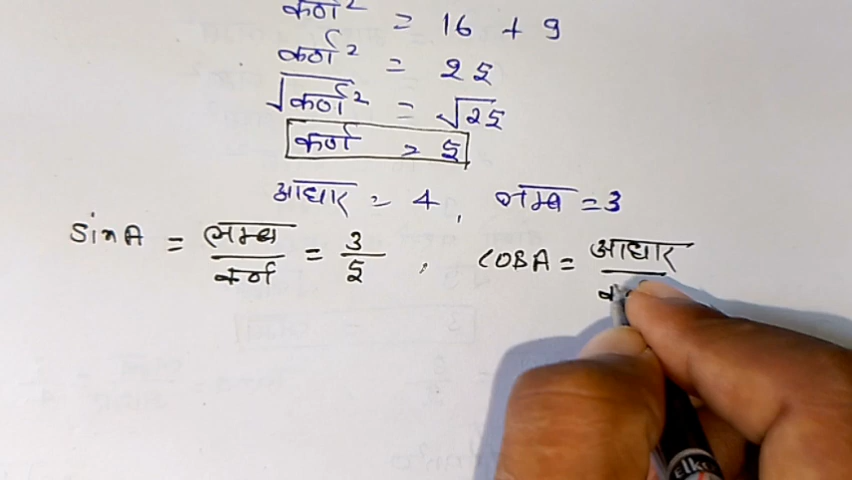 कर्ण² = 16 + 9
कर्ण² = 25
√कर्ण² = √25
कर्ण = 5
आधार = 4, लम्ब = 3
sinA = लम्ब/कर्ण = 3/5, cosA = आधार/
elk